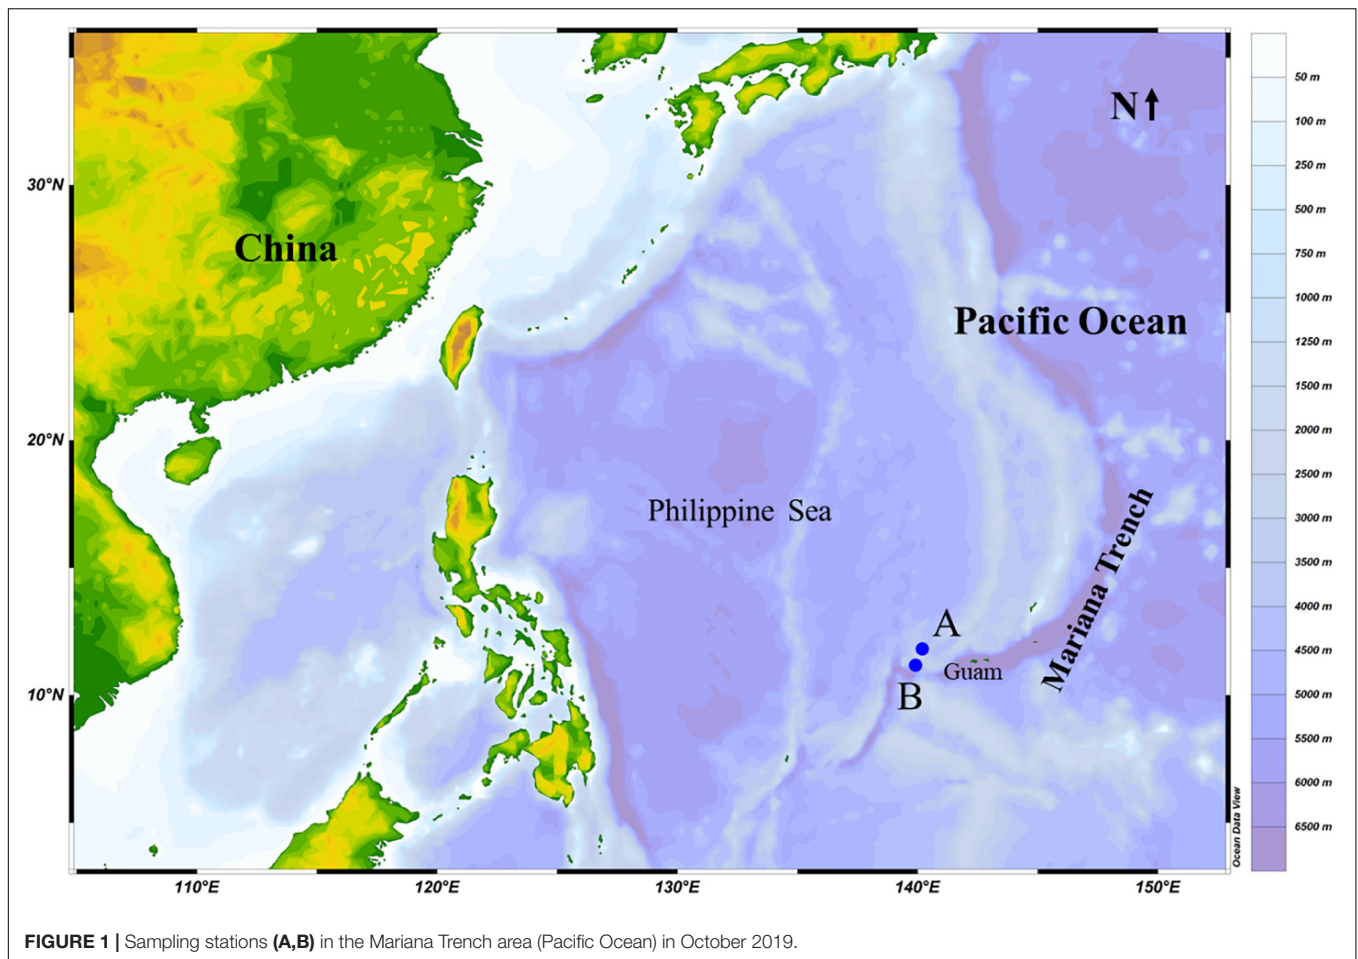 N
China
Pacific Ocean
Philippine Sea
Mariana Trench
A
Guam
B
30°N
20°N
10°N
110°E
120°E
130°E
140°E
150°E
50 m
100 m
250 m
500 m
750 m
1000 m
1250 m
1500 m
2000 m
2500 m
3000 m
3500 m
4000 m
4500 m
5000 m
5500 m
6000 m
6500 m
Ocean Data View
FIGURE 1 | Sampling stations (A,B) in the Mariana Trench area (Pacific Ocean) in October 2019.